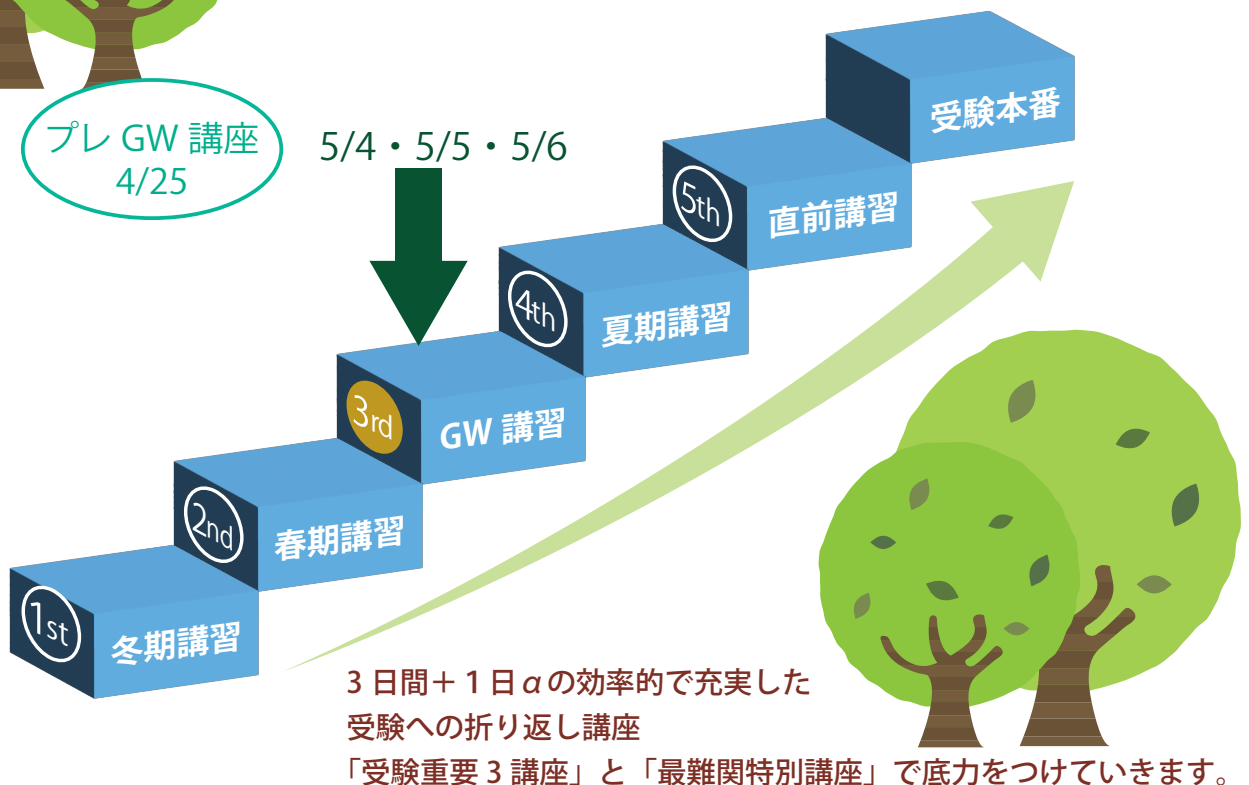 プレ GW 講座
4/25
5/4・5/5・5/6
受験本番
5th
直前講習
4th
夏期講習
3rd
GW 講習
2nd
春期講習
1st
冬期講習
3 日間＋ 1 日αの効率的で充実した
受験への折り返し講座
「受験重要 3 講座」と「最難関特別講座」で底力をつけていきます。